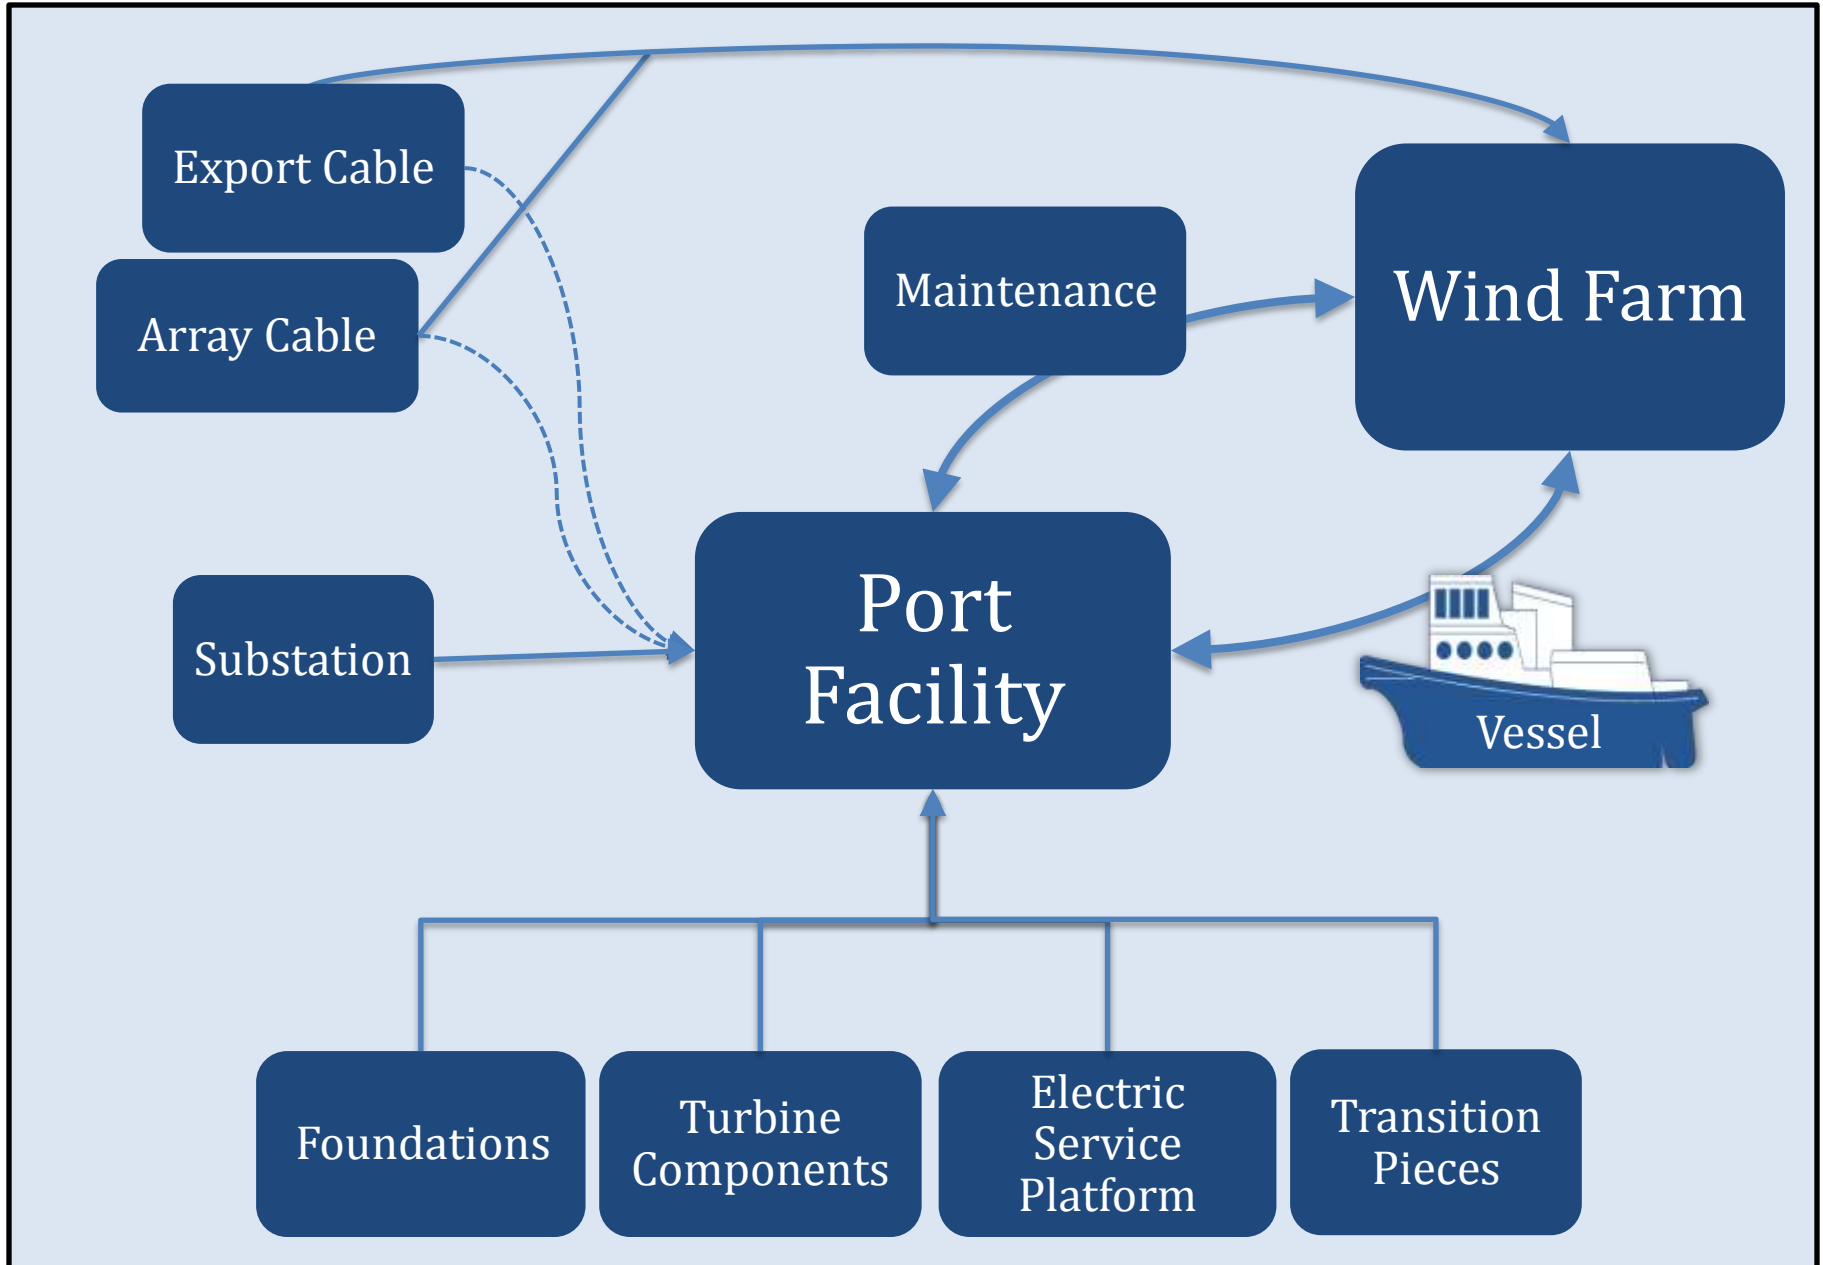 Export Cable
Array Cable
Maintenance
Wind Farm
Substation
Port
Facility
Vessel
Foundations
Turbine
Components
Electric
Service
Platform
Transition
Pieces